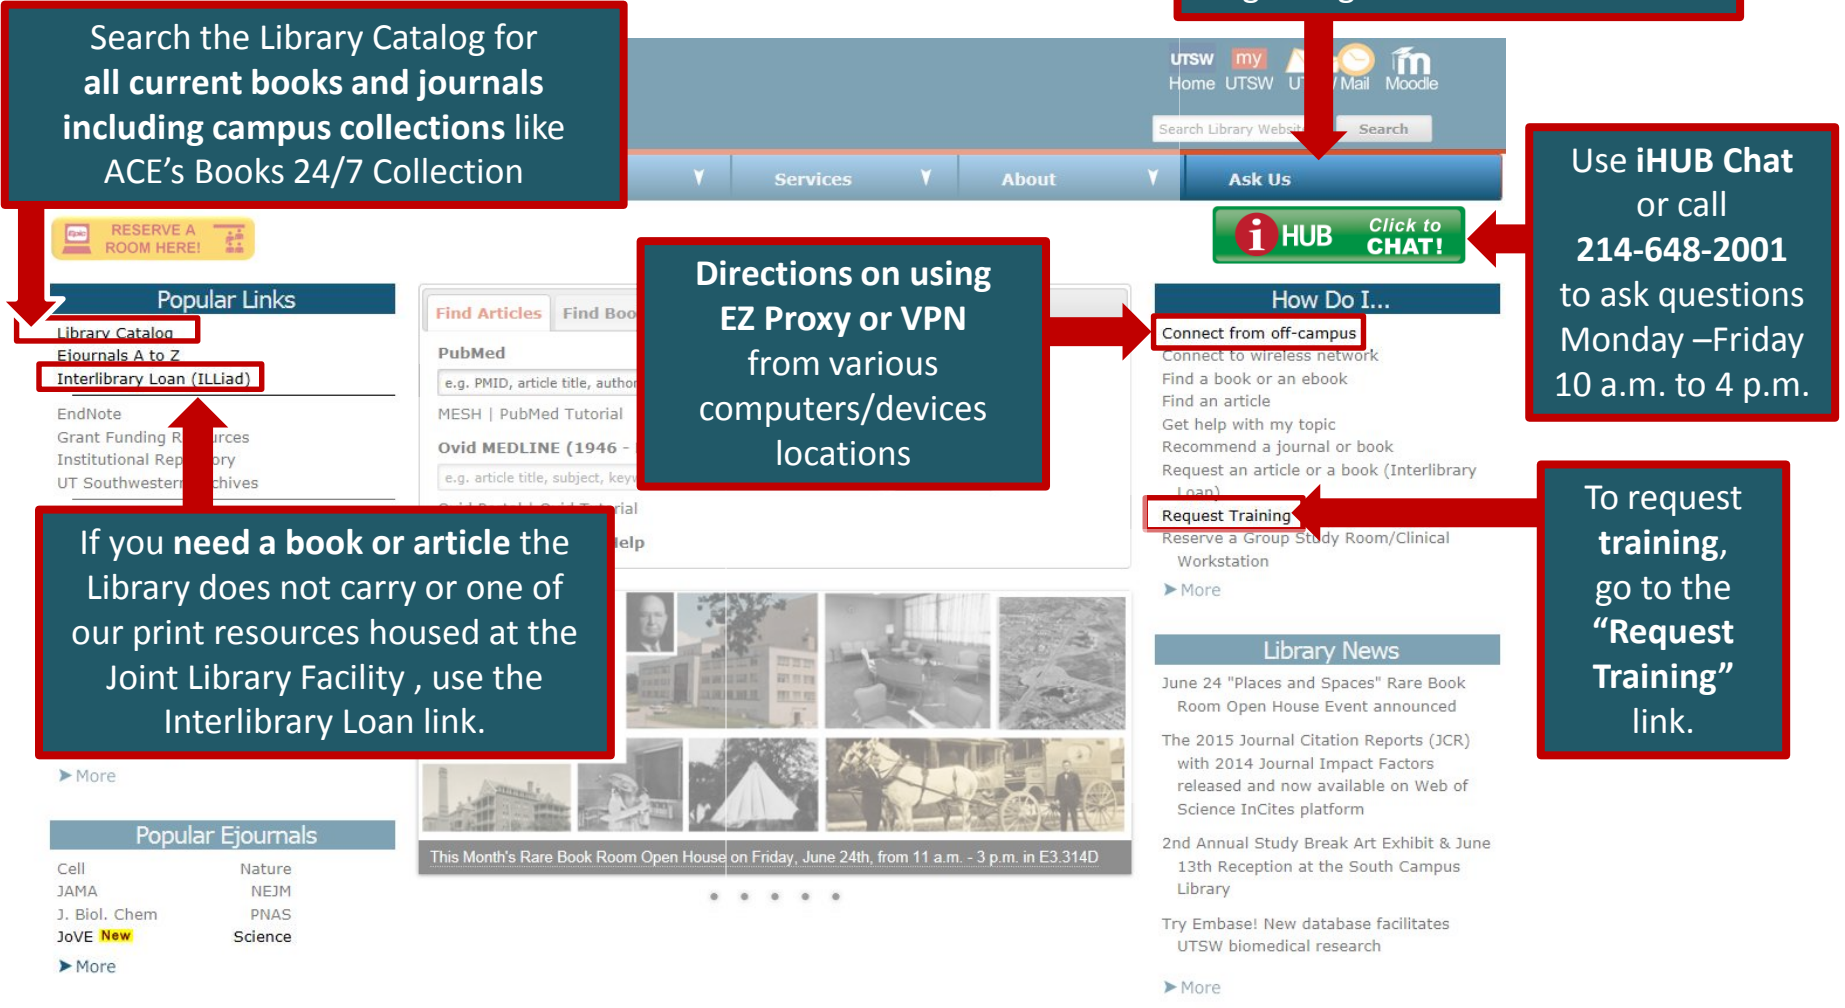 Search the Library Catalog for
all current books and journals
including campus collections like
ACE's Books 24/7 Collection
UTSW my
Home UTSW Mail Moodle
Search Library Search
Services About Ask Us
RESERVE A
ROOM HERE!
i HUB Click to
CHAT!
Use iHUB Chat
or call
214-648-2001
to ask questions
Monday –Friday
10 a.m. to 4 p.m.
Directions on using
EZ Proxy or VPN
from various
computers/devices
locations
Popular Links
Library Catalog
Ejournals A to Z
Interlibrary Loan (ILLiad)
EndNote
Grant Funding
Institutional
UT Southwestern
If you need a book or article the
Library does not carry or one of
our print resources housed at the
Joint Library Facility , use the
Interlibrary Loan link.
➤More
Popular Ejournals
Cell Nature
JAMA NEJM
J. Biol. Chem PNAS
JoVE New Science
➤More
Find Articles Find
PubMed
e.g. PMID, article title,
MESH | PubMed Tutorial
Ovid MEDLINE (1946 -
e.g. article title, subject,
This Month's Rare Book Room Open House on Friday, June 24th, from 11 a.m. - 3 p.m. in E3.314D
How Do I...
Connect from off-campus
Connect to wireless network
Find a book or an ebook
Find an article
Get help with my topic
Recommend a journal or book
Request an article or a book (Interlibrary
Loan)
Request Training
Reserve a Group Study Room/Clinical
Workstation
➤More
To request
training,
go to the
“Request
Training”
link.
Library News
June 24 "Places and Spaces" Rare Book
Room Open House Event announced
The 2015 Journal Citation Reports (JCR)
with 2014 Journal Impact Factors
released and now available on Web of
Science InCites platform
2nd Annual Study Break Art Exhibit & June
13th Reception at the South Campus
Library
Try Embase! New database facilitates
UTSW biomedical research
➤More